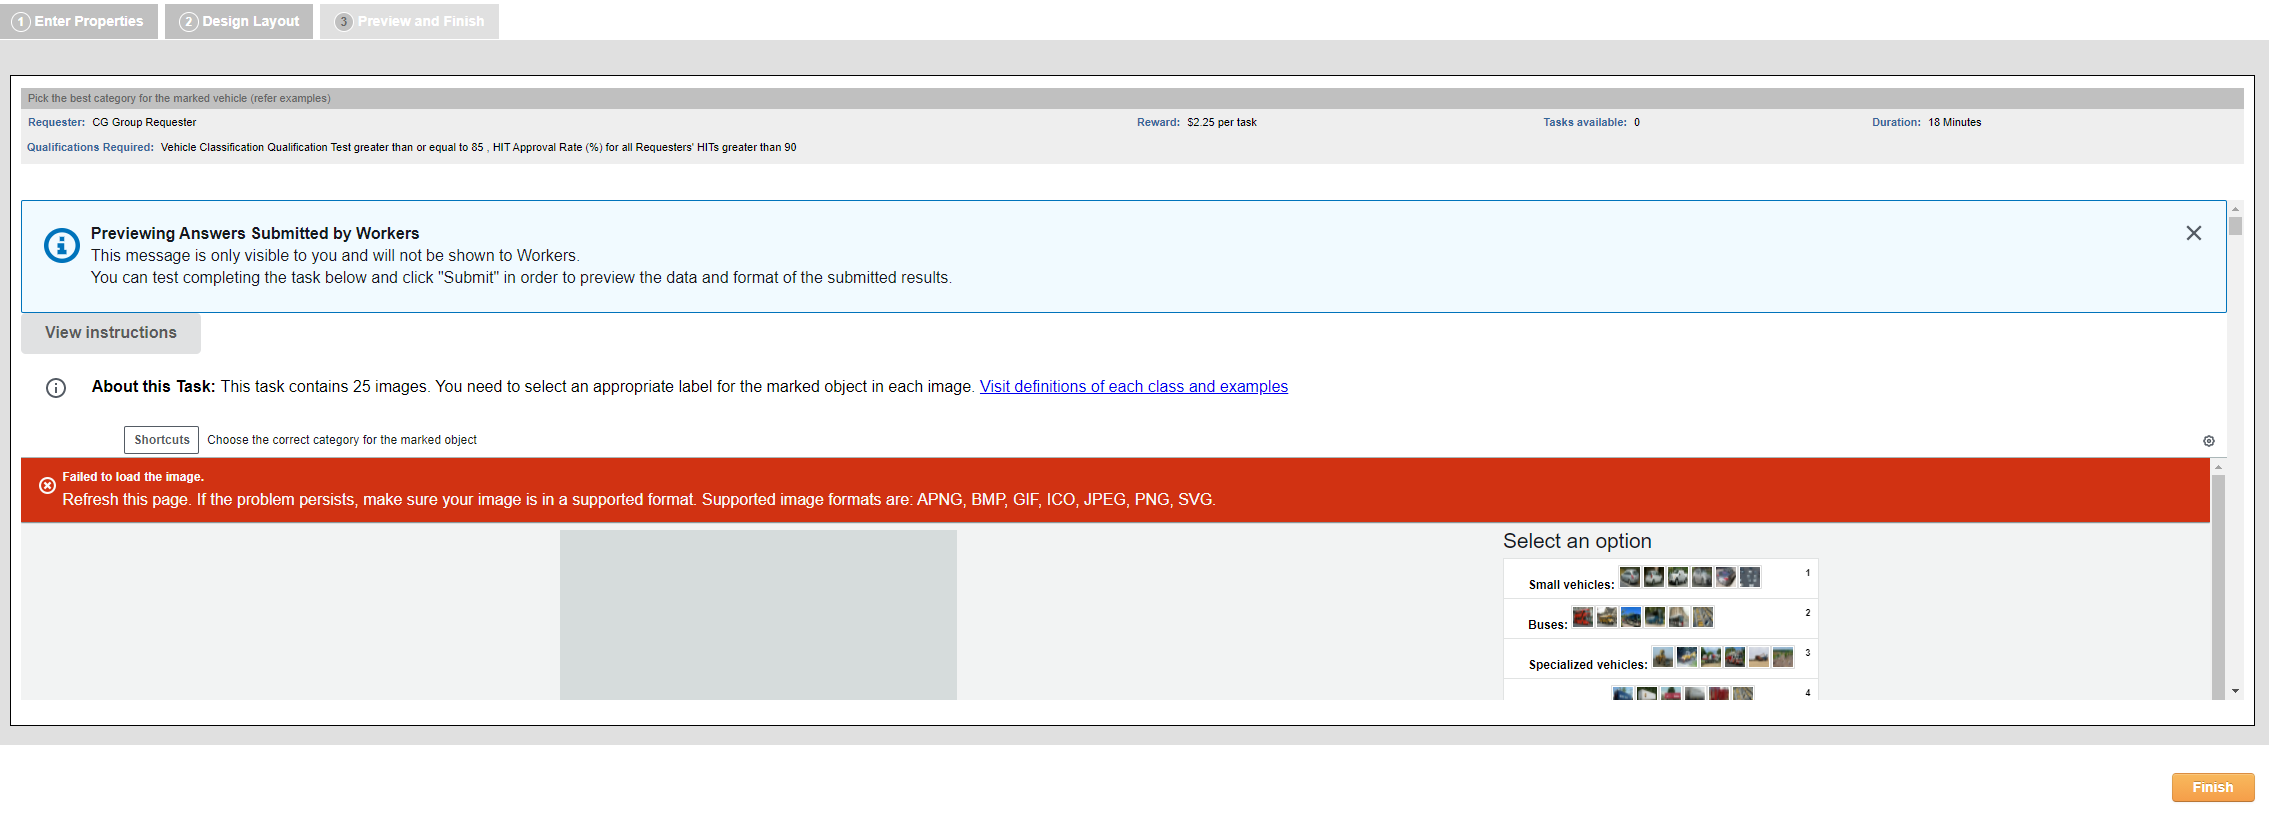 1 Enter Properties
2 Design Layout
3 Preview and Finish
Pick the best category for the marked vehicle (refer examples)
Requester: CG Group Requester Reward: $2.25 per task Tasks available: 0 Duration: 18 Minutes
Qualifications Required: Vehicle Classification Qualification Test greater than or equal to 85 , HIT Approval Rate (%) for all Requesters' HITs greater than 90
Previewing Answers Submitted by Workers
This message is only visible to you and will not be shown to Workers.
You can test completing the task below and click "Submit" in order to preview the data and format of the submitted results.
View instructions
About this Task: This task contains 25 images. You need to select an appropriate label for the marked object in each image. Visit definitions of each class and examples
Shortcuts Choose the correct category for the marked object
Failed to load the image.
Refresh this page. If the problem persists, make sure your image is in a supported format. Supported image formats are: APNG, BMP, GIF, ICO, JPEG, PNG, SVG.
Select an option
Small vehicles: 1
Buses: 2
Specialized vehicles: 3
4
Finish